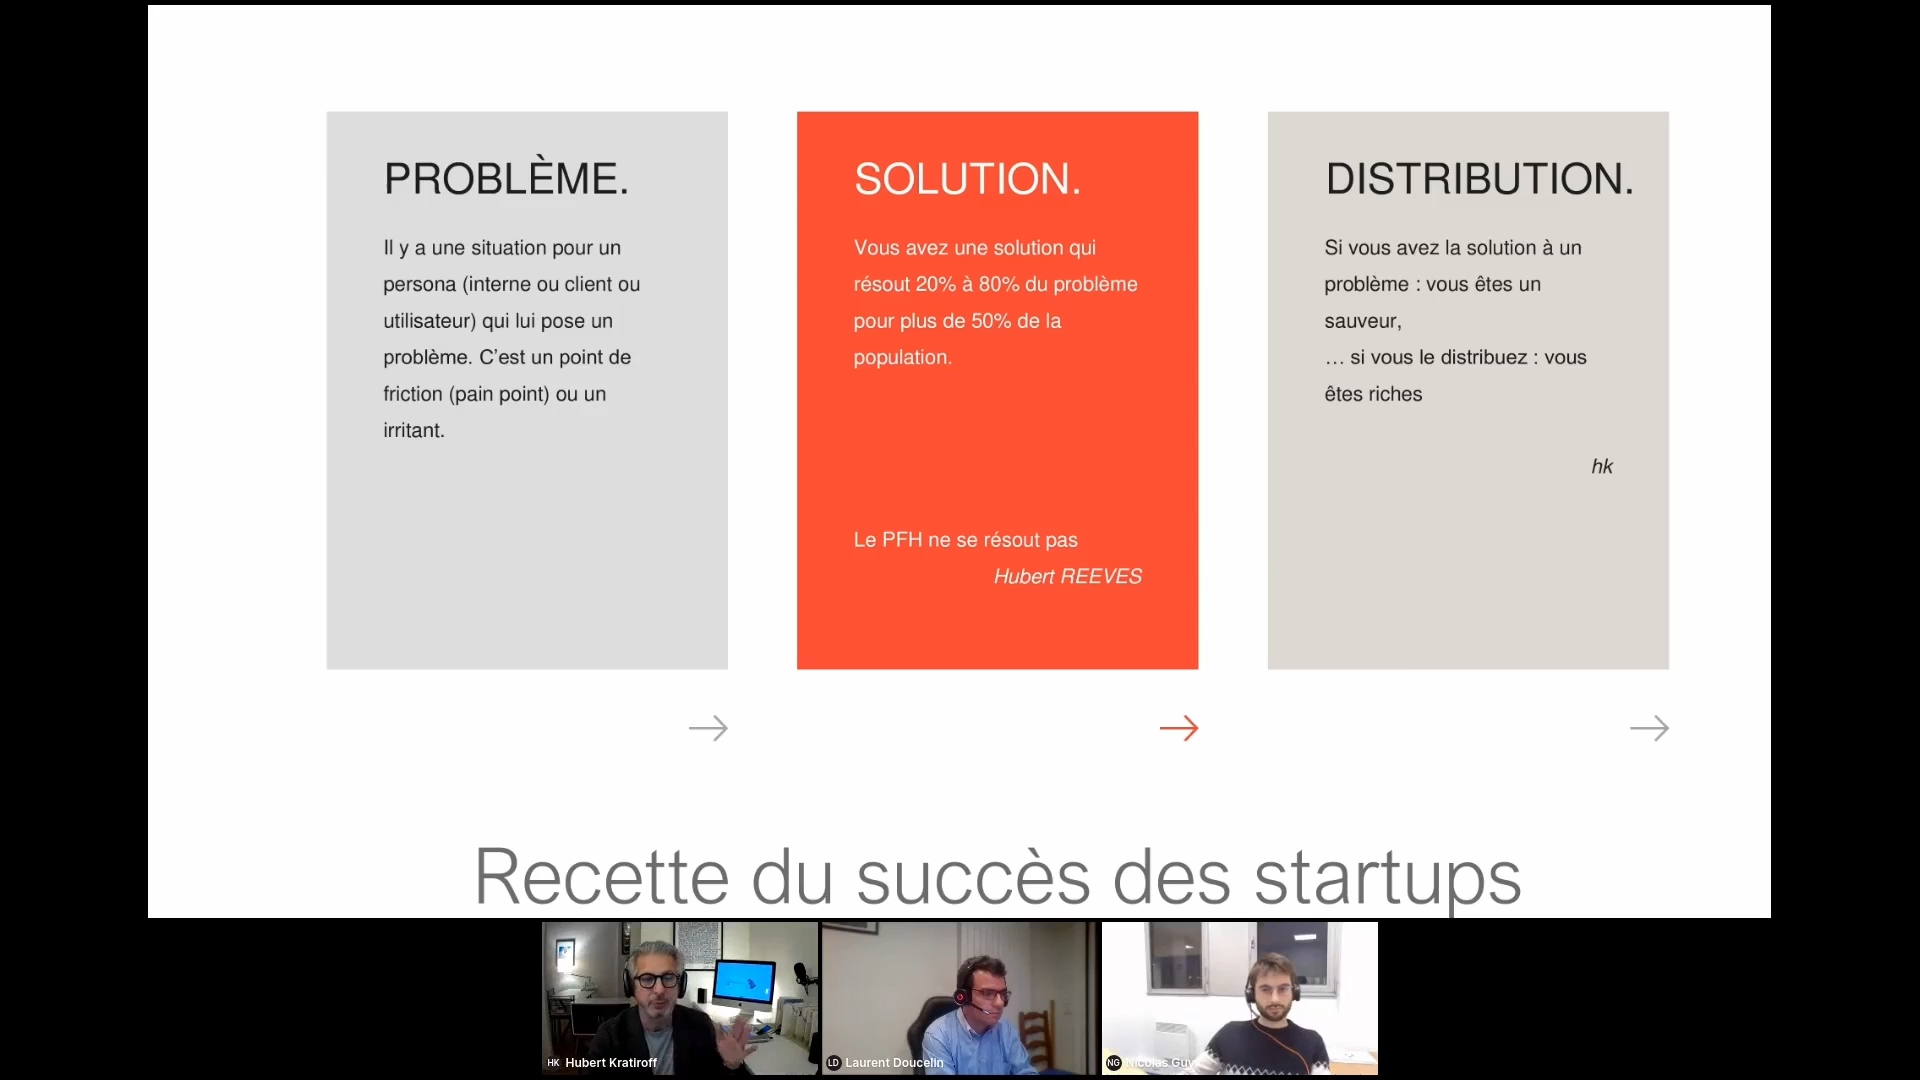 PROBLÈME.
Il y a une situation pour un
persona (interne ou client ou
utilisateur) qui lui pose un
problème. C’est un point de
friction (pain point) ou un
irritant.
SOLUTION.
Vous avez une solution qui
résout 20% à 80% du problème
pour plus de 50% de la
population.
Le PFH ne se résout pas
Hubert REEVES
DISTRIBUTION.
Si vous avez la solution à un
problème : vous êtes un
sauveur,
… si vous le distribuez : vous
êtes riches
hk
Recette du succès des startups
HK Hubert Kratiroff
LD Laurent Doucelin
NG Nicolas